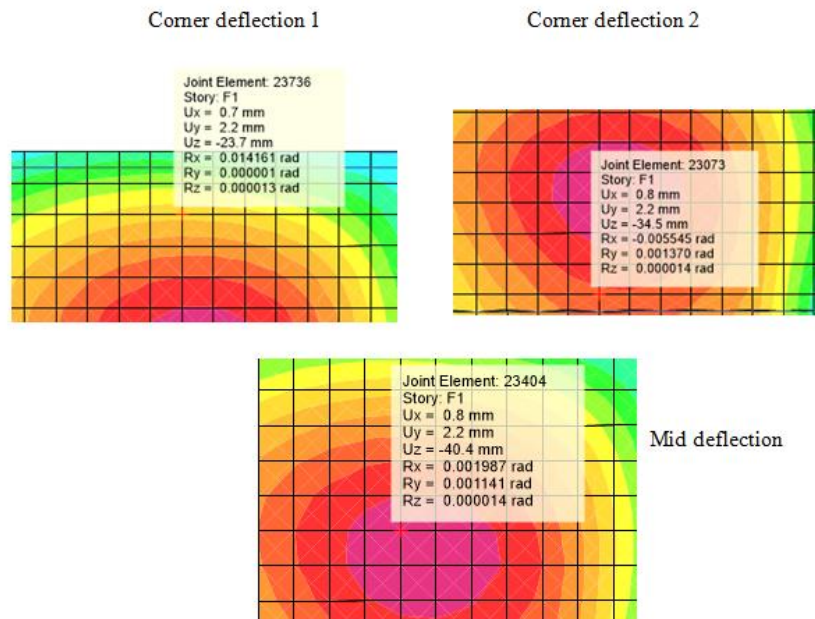 Corner deflection 1
Corner deflection 2
Joint Element: 23736
Story: F1
Ux = 0.7 mm
Uy = 2.2 mm
Uz = -23.7 mm
Rx = 0.014161 rad
Ry = 0.000001 rad
Rz = 0.000013 rad
Joint Element: 23073
Story: F1
Ux = 0.8 mm
Uy = 2.2 mm
Uz = -34.5 mm
Rx = -0.005545 rad
Ry = 0.001370 rad
Rz = 0.000014 rad
Joint Element: 23404
Story: F1
Ux = 0.8 mm
Uy = 2.2 mm
Uz = -40.4 mm
Rx = 0.001987 rad
Ry = 0.001141 rad
Rz = 0.000014 rad
Mid deflection